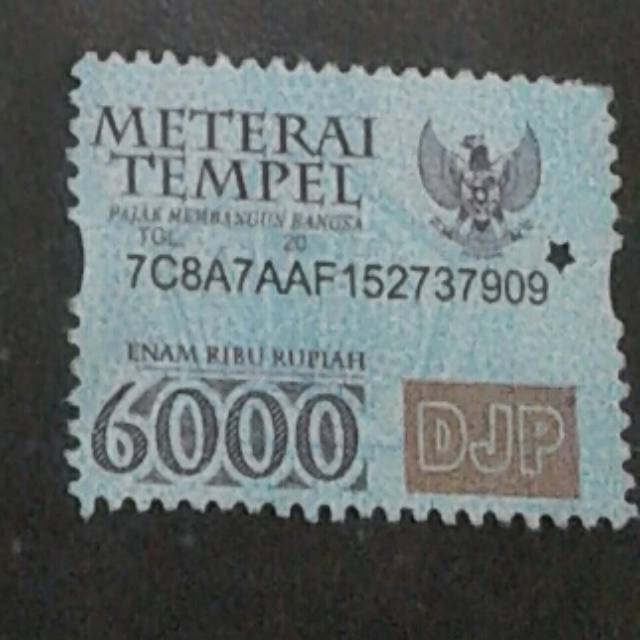 METERAI
TEMPEL
PAJAK MEMBANGUN BANGSA
TGL. 20
7C8A7AAF152737909
ENAM RIBU RUPIAH
6000
DJP